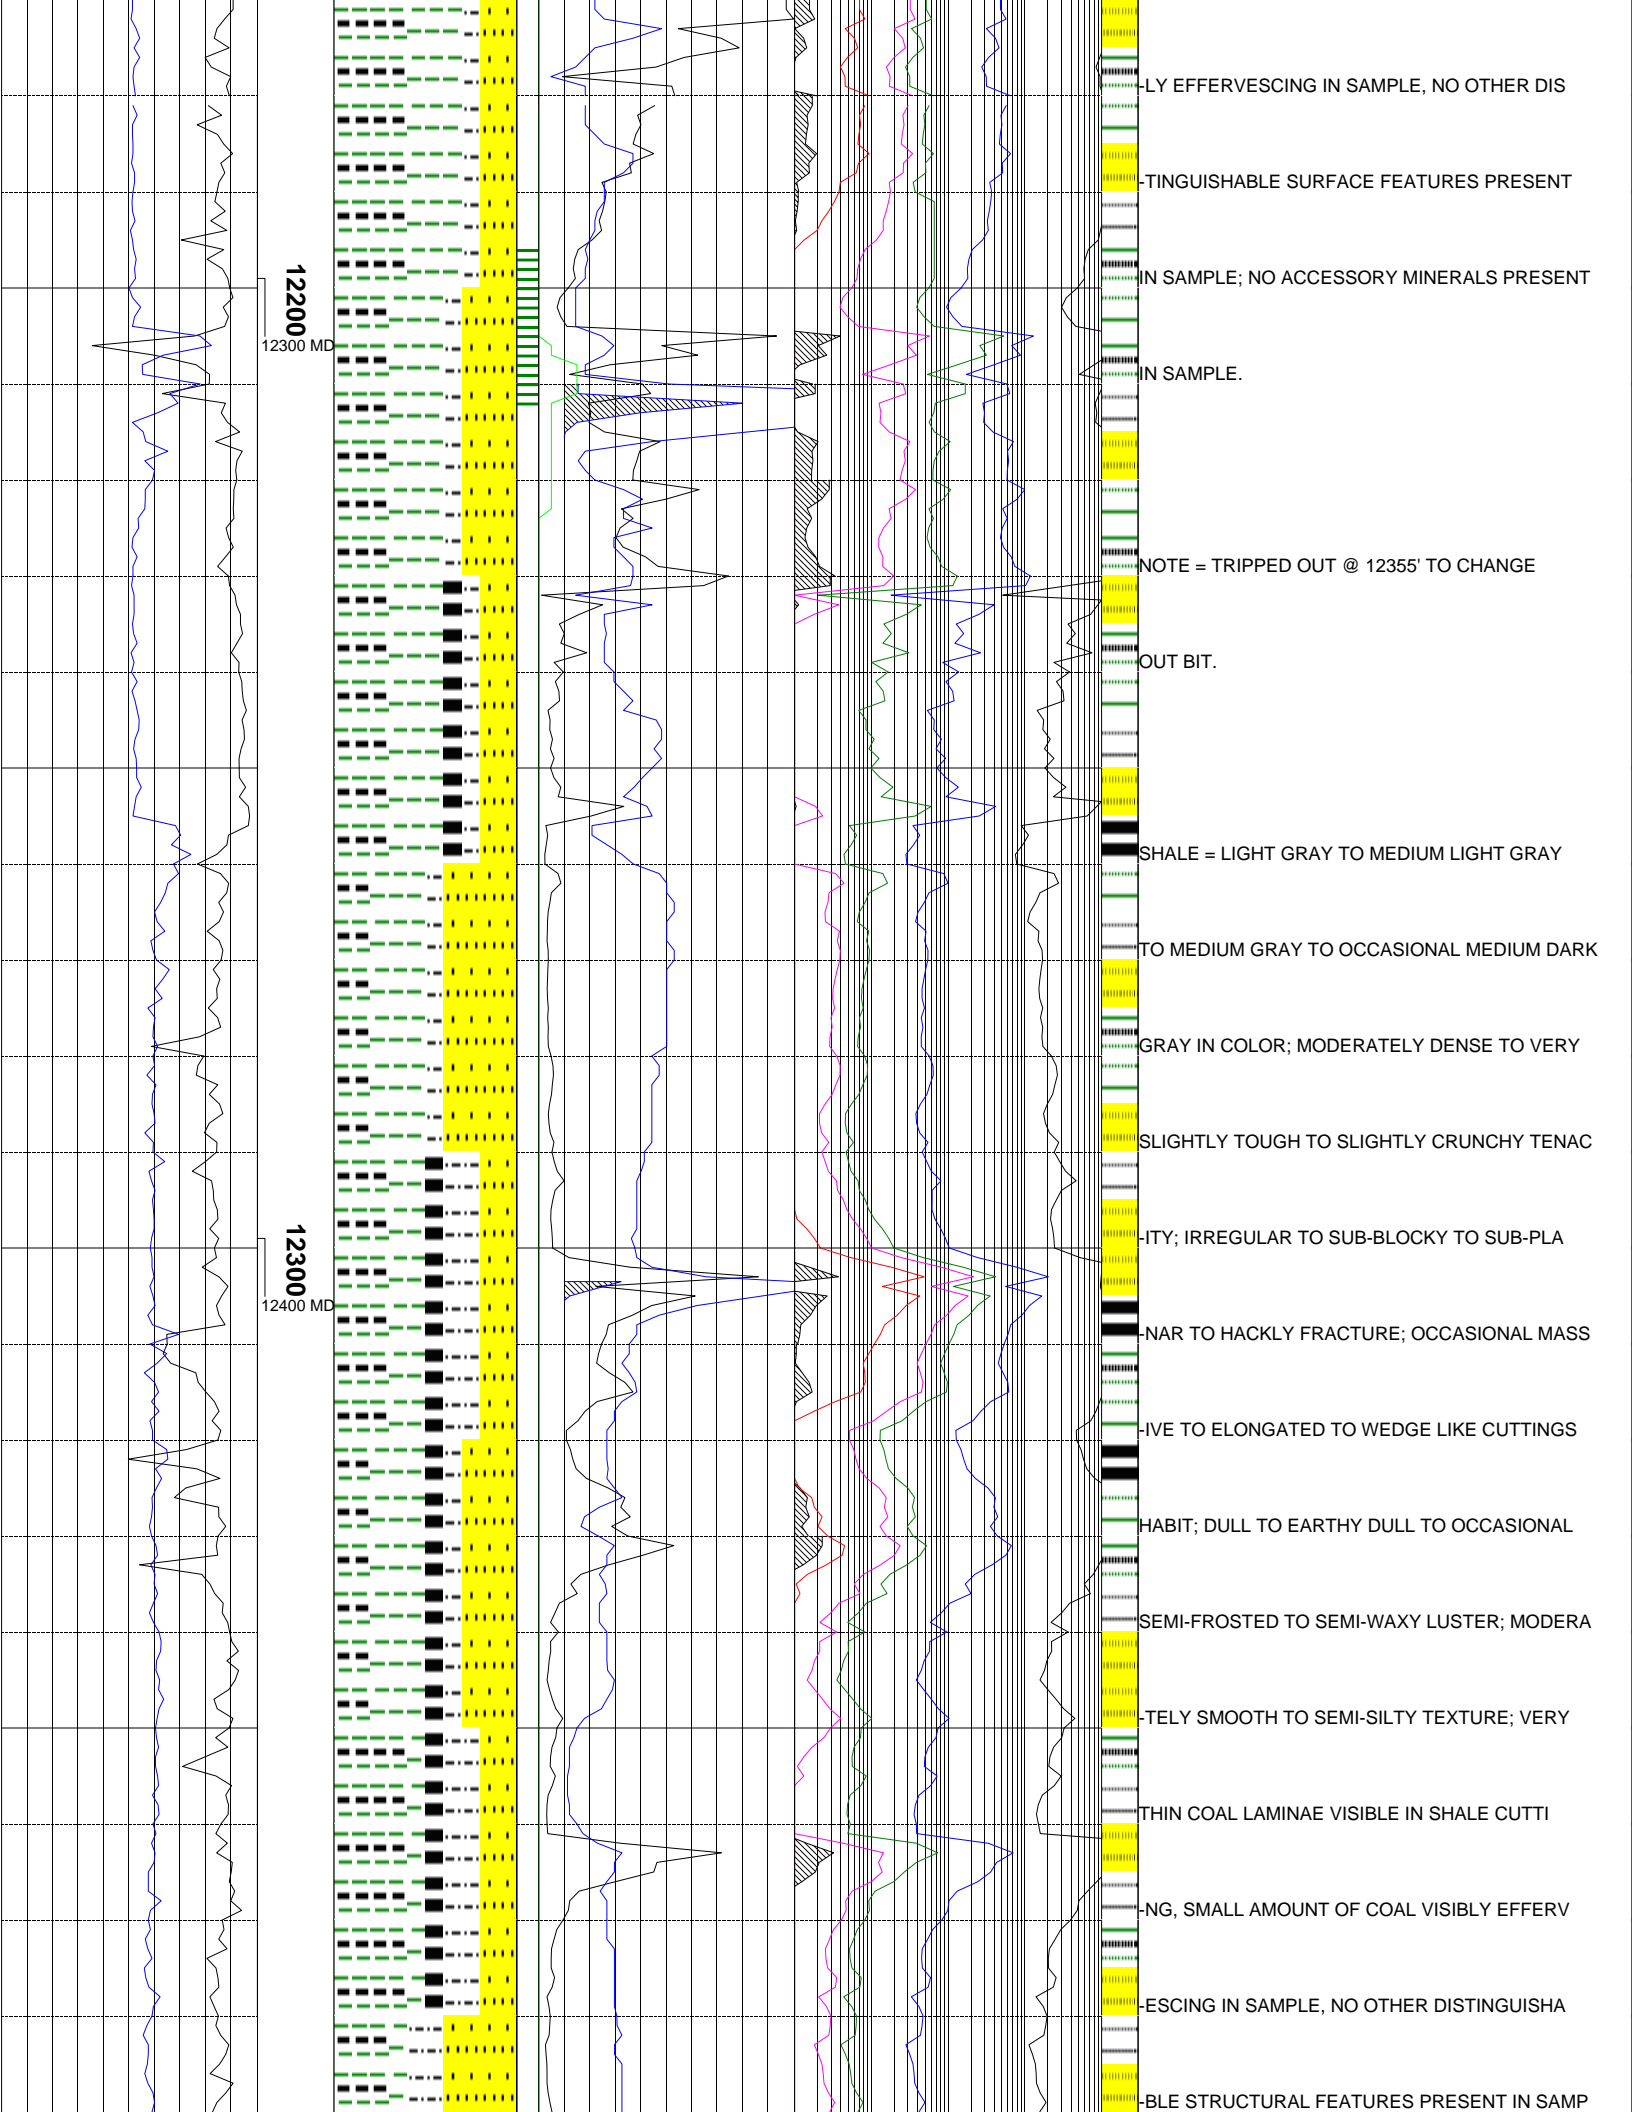 -LY EFFERVESCING IN SAMPLE, NO OTHER DIS
-TINGUISHABLE SURFACE FEATURES PRESENT
IN SAMPLE; NO ACCESSORY MINERALS PRESENT
12200
12300 MD
IN SAMPLE.
NOTE = TRIPPED OUT @ 12355' TO CHANGE
OUT BIT.
SHALE = LIGHT GRAY TO MEDIUM LIGHT GRAY
TO MEDIUM GRAY TO OCCASIONAL MEDIUM DARK
GRAY IN COLOR; MODERATELY DENSE TO VERY
SLIGHTLY TOUGH TO SLIGHTLY CRUNCHY TENAC
-ITY; IRREGULAR TO SUB-BLOCKY TO SUB-PLA
12300
12400 MD
-NAR TO HACKLY FRACTURE; OCCASIONAL MASS
-IVE TO ELONGATED TO WEDGE LIKE CUTTINGS
HABIT; DULL TO EARTHY DULL TO OCCASIONAL
SEMI-FROSTED TO SEMI-WAXY LUSTER; MODERA
-TELY SMOOTH TO SEMI-SILTY TEXTURE; VERY
THIN COAL LAMINAE VISIBLE IN SHALE CUTTI
-NG, SMALL AMOUNT OF COAL VISIBLY EFFERV
-ESCING IN SAMPLE, NO OTHER DISTINGUISHA
-BLE STRUCTURAL FEATURES PRESENT IN SAMP